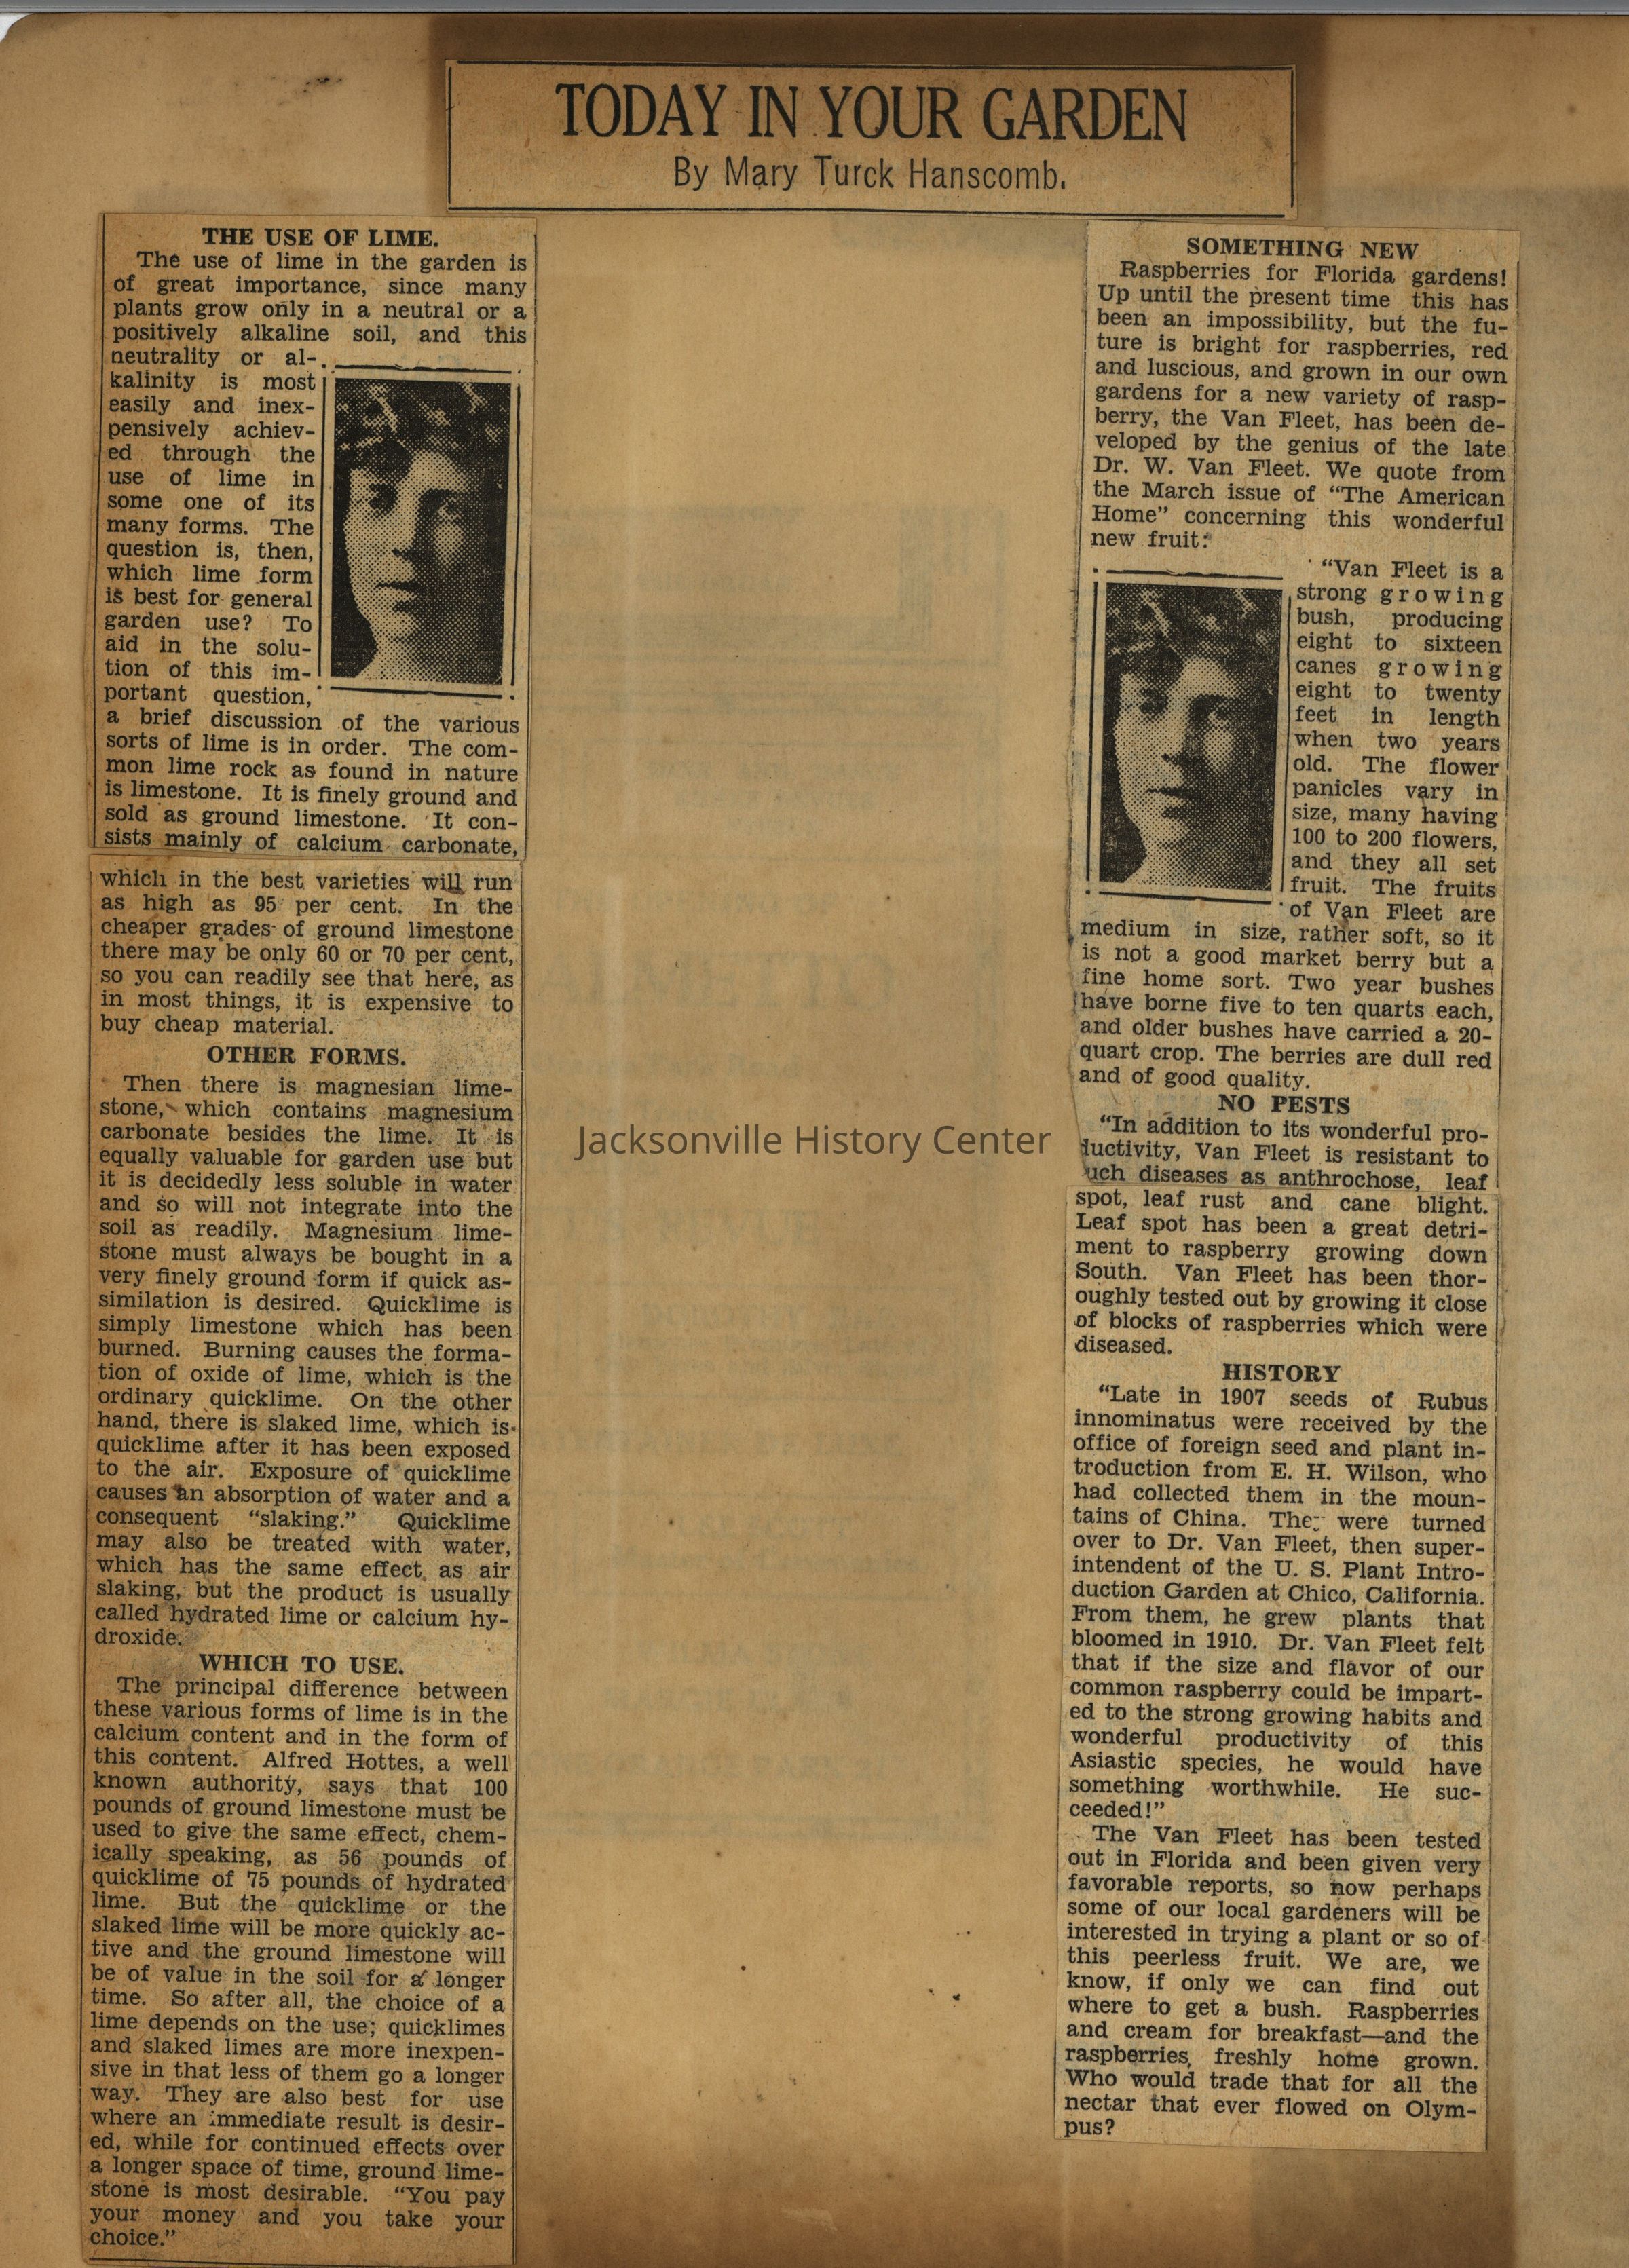 TODAY IN YOUR GARDEN
By Mary Turck Hanscomb.
THE USE OF LIME.
The use of lime in the garden is
of great importance, since many
plants grow only in a neutral or a
positively alkaline soil, and this
neutrality or al-
kalinity is most
easily and inex-
pensively achiev-
ed through the
use of lime in
some one of its
many forms. The
question is, then,
which lime form
is best for general
garden use? To
aid in the solu-
tion of this im-
portant question,
a brief discussion of the various
sorts of lime is in order. The com-
mon lime rock as found in nature
is limestone. It is finely ground and
sold as ground limestone. It con-
sists mainly of calcium carbonate,
which in the best varieties will run
as high as 95 per cent. In the
cheaper grades of ground limestone
there may be only 60 or 70 per cent,
so you can readily see that here, as
in most things, it is expensive to
buy cheap material.
OTHER FORMS.
Then there is magnesian lime-
stone, which contains magnesium
carbonate besides the lime. It is
equally valuable for garden use but
it is decidedly less soluble in water
and so will not integrate into the
soil as readily. Magnesium lime-
stone must always be bought in a
very finely ground form if quick as-
similation is desired. Quicklime is
simply limestone which has been
burned. Burning causes the forma-
tion of oxide of lime, which is the
ordinary quicklime. On the other
hand, there is slaked lime, which is
quicklime after it has been exposed
to the air. Exposure of quicklime
causes an absorption of water and a
consequent "slaking." Quicklime
may also be treated with water,
which has the same effect as air
slaking, but the product is usually
called hydrated lime or calcium hy-
droxide.
WHICH TO USE.
The principal difference between
these various forms of lime is in the
calcium content and in the form of
this content. Alfred Hottes, a well
known authority, says that 100
pounds of ground limestone must be
used to give the same effect, chem-
ically speaking, as 56 pounds of
quicklime of 75 pounds of hydrated
lime. But the quicklime or the
slaked lime will be more quickly ac-
tive and the ground limestone will
be of value in the soil for a longer
time. So after all, the choice of a
lime depends on the use; quicklimes
and slaked limes are more inexpen-
sive in that less of them go a longer
way. They are also best for use
where an immediate result is desir-
ed, while for continued effects over
a longer space of time, ground lime-
stone is most desirable. "You pay
your money and you take your
choice."
SOMETHING NEW
Raspberries for Florida gardens!
Up until the present time this has
been an impossibility, but the fu-
ture is bright for raspberries, red
and luscious, and grown in our own
gardens for a new variety of rasp-
berry, the Van Fleet, has been de-
veloped by the genius of the late
Dr. W. Van Fleet. We quote from
the March issue of "The American
Home" concerning this wonderful
new fruit:
"Van Fleet is a
strong growing
bush, producing
eight to sixteen
canes growing
eight to twenty
feet in length
when two years
old. The flower
panicles vary in
size, many having
100 to 200 flowers,
and they all set
fruit. The fruits
of Van Fleet are
medium in size, rather soft, so it
is not a good market berry but a
fine home sort. Two year bushes
have borne five to ten quarts each,
and older bushes have carried a 20-
quart crop. The berries are dull red
and of good quality.
NO PESTS
"In addition to its wonderful pro-
ductivity, Van Fleet is resistant to
uch diseases as anthrochose, leaf
spot, leaf rust and cane blight.
Leaf spot has been a great detri-
ment to raspberry growing down
South. Van Fleet has been thor-
oughly tested out by growing it close
of blocks of raspberries which were
diseased.
HISTORY
"Late in 1907 seeds of Rubus
innominatus were received by the
office of foreign seed and plant in-
troduction from E. H. Wilson, who
had collected them in the moun-
tains of China. They were turned
over to Dr. Van Fleet, then super-
intendent of the U. S. Plant Intro-
duction Garden at Chico, California.
From them, he grew plants that
bloomed in 1910. Dr. Van Fleet felt
that if the size and flavor of our
common raspberry could be impart-
ed to the strong growing habits and
wonderful productivity of this
Asiastic species, he would have
something worthwhile. He suc-
ceeded!"
The Van Fleet has been tested
out in Florida and been given very
favorable reports, so now perhaps
some of our local gardeners will be
interested in trying a plant or so of
this peerless fruit. We are, we
know, if only we can find out
where to get a bush. Raspberries
and cream for breakfast—and the
raspberries freshly home grown.
Who would trade that for all the
nectar that ever flowed on Olym-
pus?
Jacksonville History Center